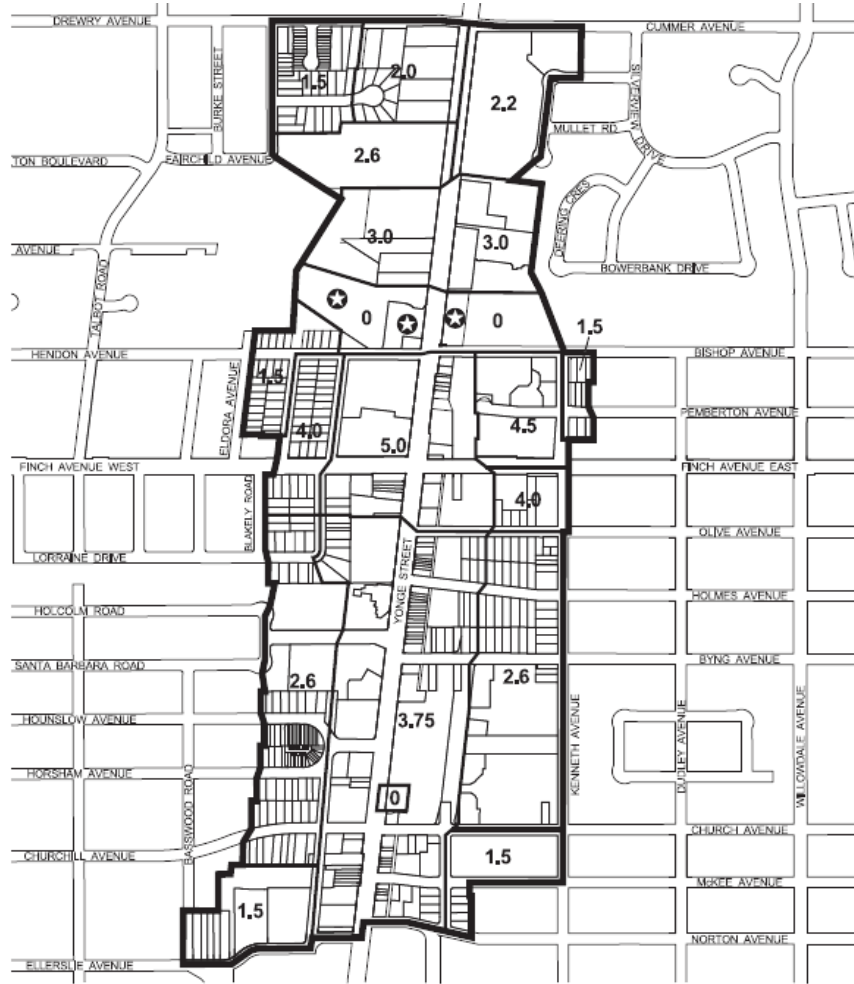 DREWRY AVENUE
CUMMER AVENUE
BURKE STREET
1.5
2.0
2.2
SILVERVIEW DRIVE
MULLET RD.
TON BOULEVARD
FAIRCHILD AVENUE
2.6
DEERING CRES
AVENUE
3.0
3.0
BOWERBANK DRIVE
TALBOT ROAD
0
0
1.5
HENDON AVENUE
BISHOP AVENUE
1.5
ELDORA AVENUE
PEMBERTON AVENUE
4.0
5.0
4.5
FINCH AVENUE WEST
FINCH AVENUE EAST
4.0
BLAKELY ROAD
OLIVE AVENUE
LORRAINE DRIVE
YONGE STREET
HOLMES AVENUE
HOLCOLM ROAD
SANTA BARBARA ROAD
BYNG AVENUE
2.6
2.6
HOUNSLOW AVENUE
3.75
KENNETH AVENUE
DUDLEY AVENUE
WILLOWDALE AVENUE
HORSHAM AVENUE
BASSWOOD ROAD
0
CHURCH AVENUE
CHURCHILL AVENUE
1.5
McKEE AVENUE
1.5
NORTON AVENUE
ELLERSLIE AVENUE